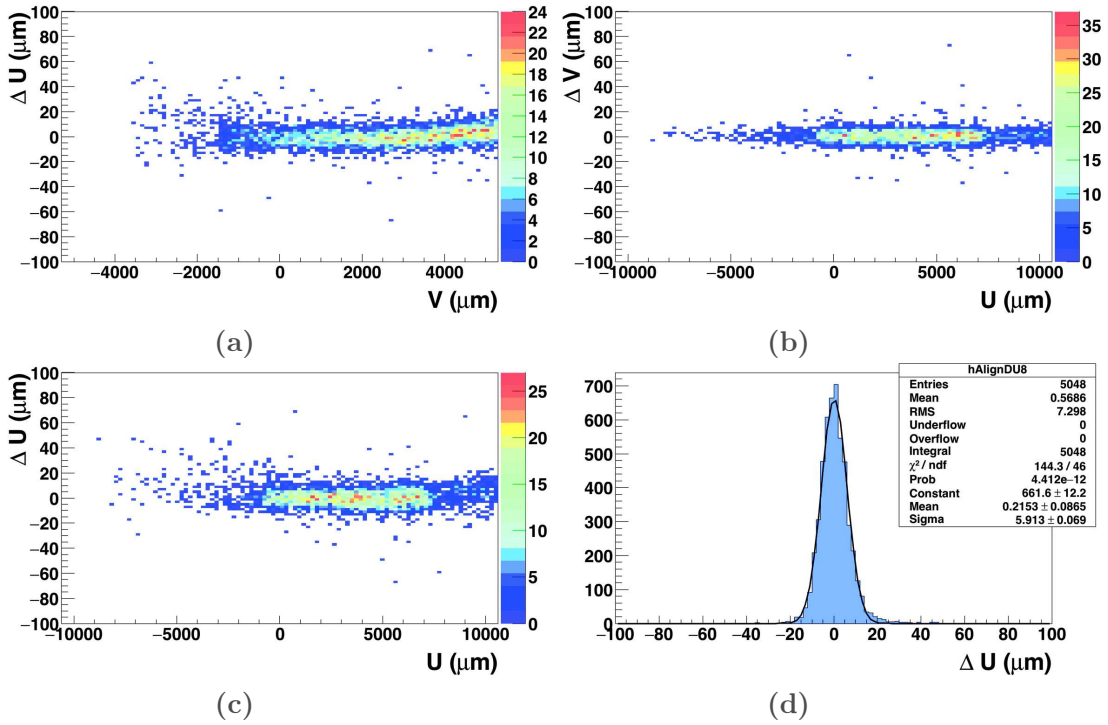 Δ U (μm)
100
80
60
40
20
0
−20
−40
−60
−80
−100
−4000 −2000 0 2000 4000
V (μm)
24
22
20
18
16
14
12
10
8
6
4
2
0
(a)
Δ V (μm)
100
80
60
40
20
0
−20
−40
−60
−80
−100
−10000 −5000 0 5000 10000
U (μm)
35
30
25
20
15
10
5
0
(b)
Δ U (μm)
100
80
60
40
20
0
−20
−40
−60
−80
−100
−10000 −5000 0 5000 10000
U (μm)
25
20
15
10
5
0
(c)
700
600
500
400
300
200
100
0
−100 −80 −60 −40 −20 0 20 40 60 80 100
Δ U (μm)
hAlignDU8
Entries 5048
Mean 0.5686
RMS 7.298
Underflow 0
Overflow 0
Integral 5048
χ² / ndf 144.3 / 46
Prob 4.412e−12
Constant 661.6 ± 12.2
Mean 0.2153 ± 0.0865
Sigma 5.913 ± 0.069
(d)